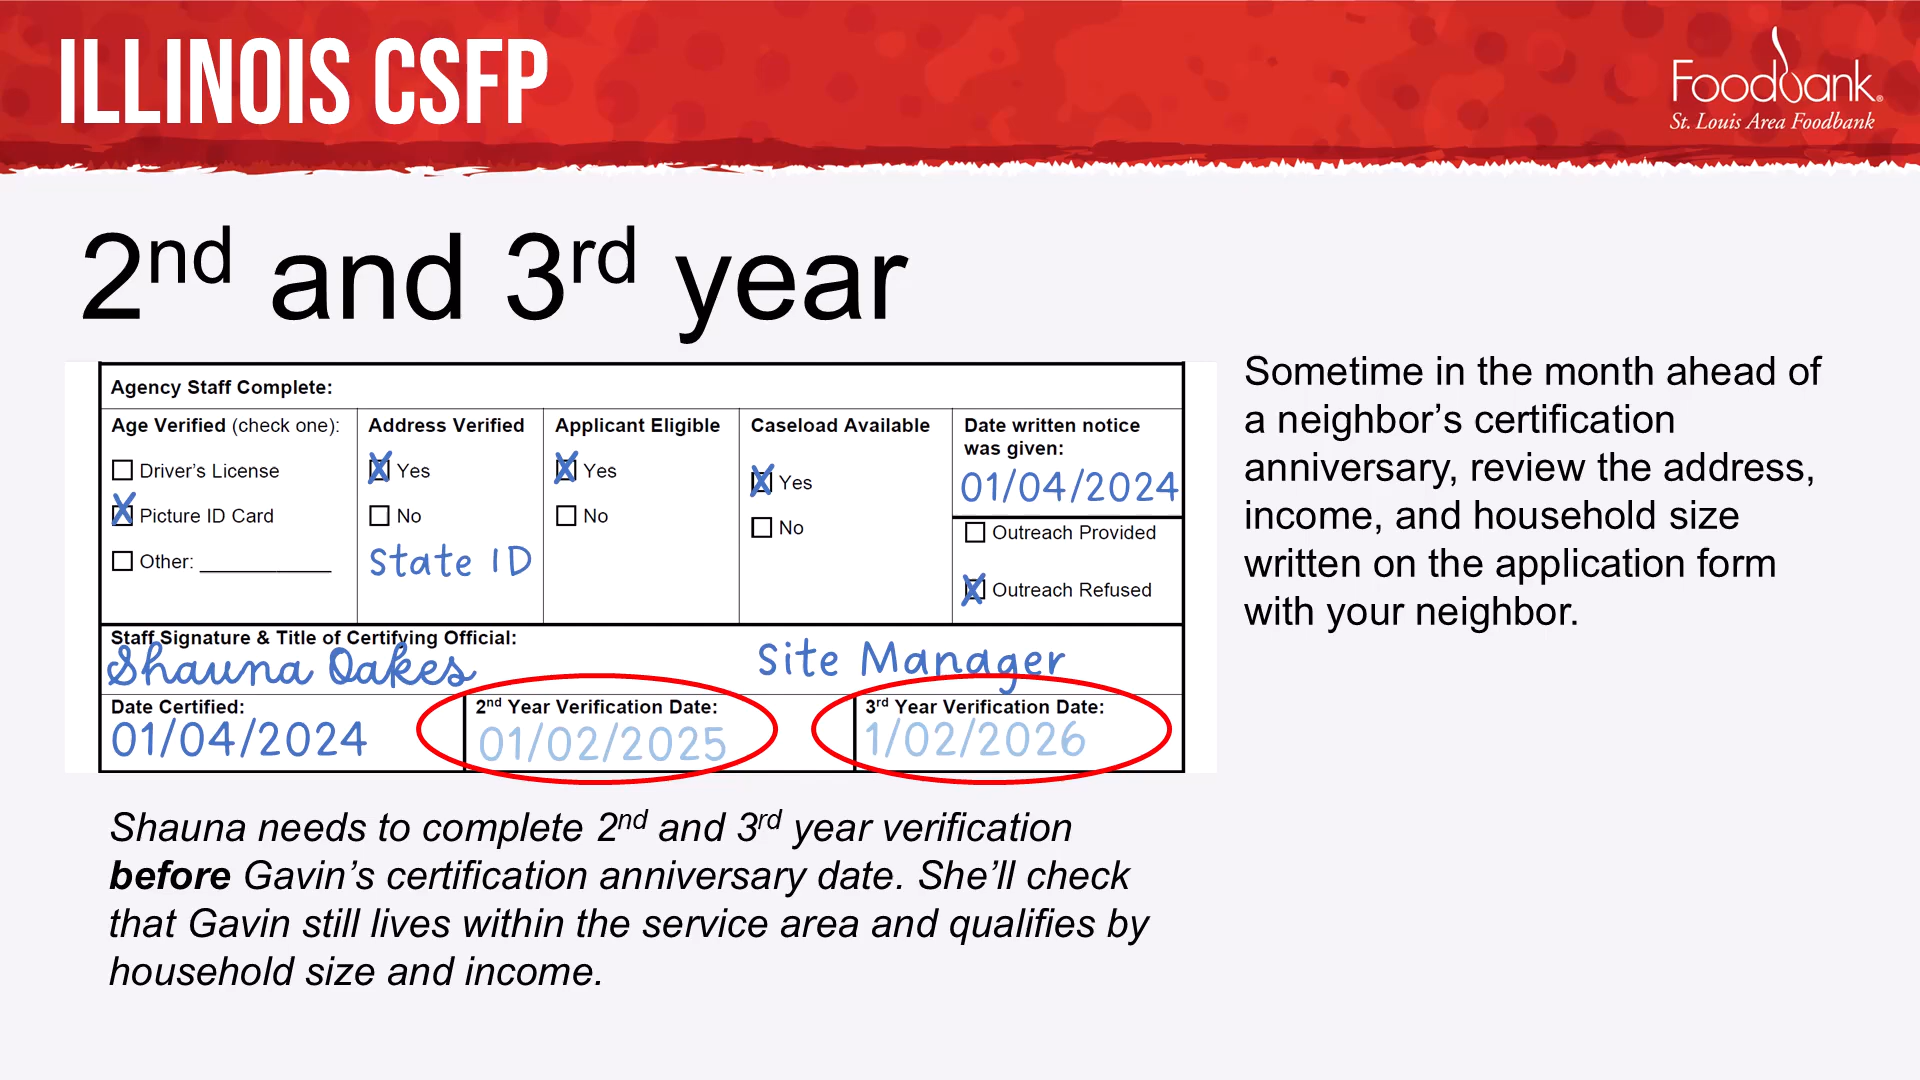 ILLINOIS CSFP
Foodbank®
St. Louis Area Foodbank
2nd and 3rd year
Agency Staff Complete:
Age Verified (check one):
Driver's License
X Picture ID Card
Other: ____________
Address Verified
X Yes
No
State ID
Applicant Eligible
X Yes
No
Caseload Available
X Yes
No
Date written notice
was given:
01/04/2024
Outreach Provided
X Outreach Refused
Staff Signature & Title of Certifying Official:
Shauna Oakes Site Manager
Date Certified:
01/04/2024
2nd Year Verification Date:
01/02/2025
3rd Year Verification Date:
1/02/2026
Sometime in the month ahead of
a neighbor’s certification
anniversary, review the address,
income, and household size
written on the application form
with your neighbor.
Shauna needs to complete 2nd and 3rd year verification
before Gavin’s certification anniversary date. She’ll check
that Gavin still lives within the service area and qualifies by
household size and income.